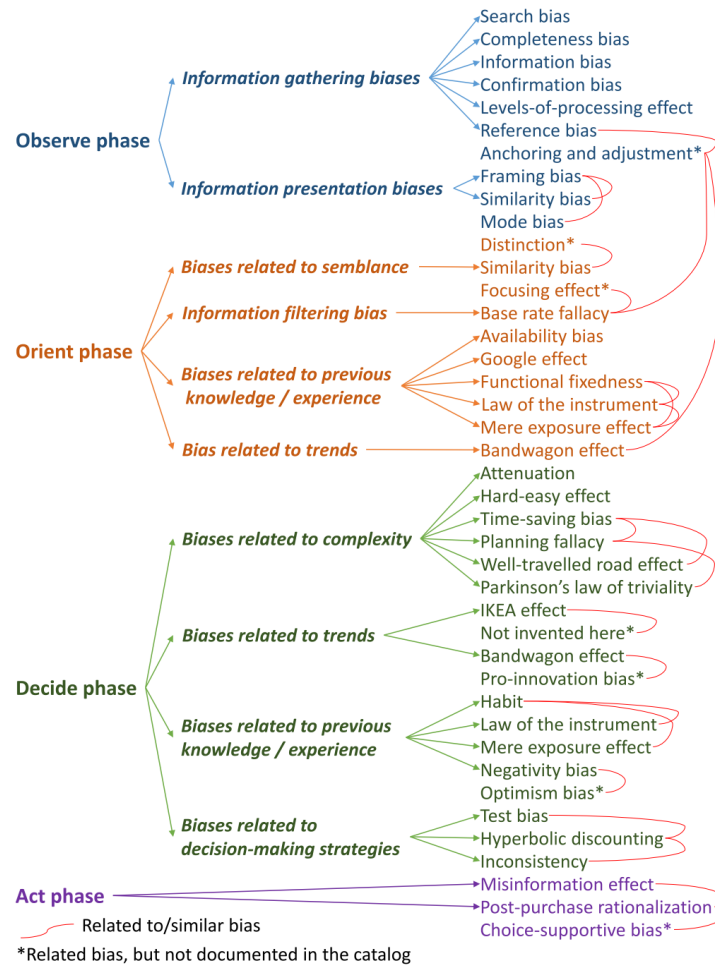 Search bias
Completeness bias
Information bias
Information gathering biases
Confirmation bias
Levels-of-processing effect
Reference bias
Observe phase
Anchoring and adjustment*
Information presentation biases
Framing bias
Similarity bias
Mode bias
Distinction*
Biases related to semblance
Similarity bias
Focusing effect*
Information filtering bias
Base rate fallacy
Orient phase
Availability bias
Google effect
Biases related to previous
knowledge / experience
Functional fixedness
Law of the instrument
Mere exposure effect
Bias related to trends
Bandwagon effect
Attenuation
Hard-easy effect
Time-saving bias
Biases related to complexity
Planning fallacy
Well-travelled road effect
Parkinson's law of triviality
IKEA effect
Biases related to trends
Not invented here*
Bandwagon effect
Decide phase
Pro-innovation bias*
Habit
Biases related to previous
knowledge / experience
Law of the instrument
Mere exposure effect
Negativity bias
Optimism bias*
Biases related to
decision-making strategies
Test bias
Hyperbolic discounting
Inconsistency
Act phase
Misinformation effect
Post-purchase rationalization
Choice-supportive bias*
Related to/similar bias
*Related bias, but not documented in the catalog